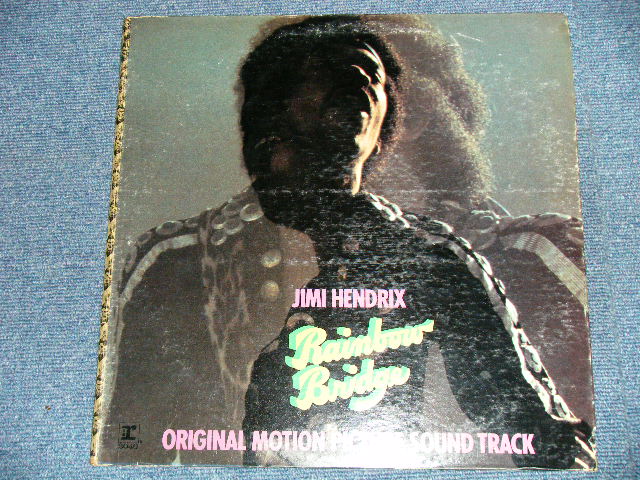 JIMI HENDRIX
Rainbow
Bridge
r
ORIGINAL MOTION PICTURE SOUND TRACK